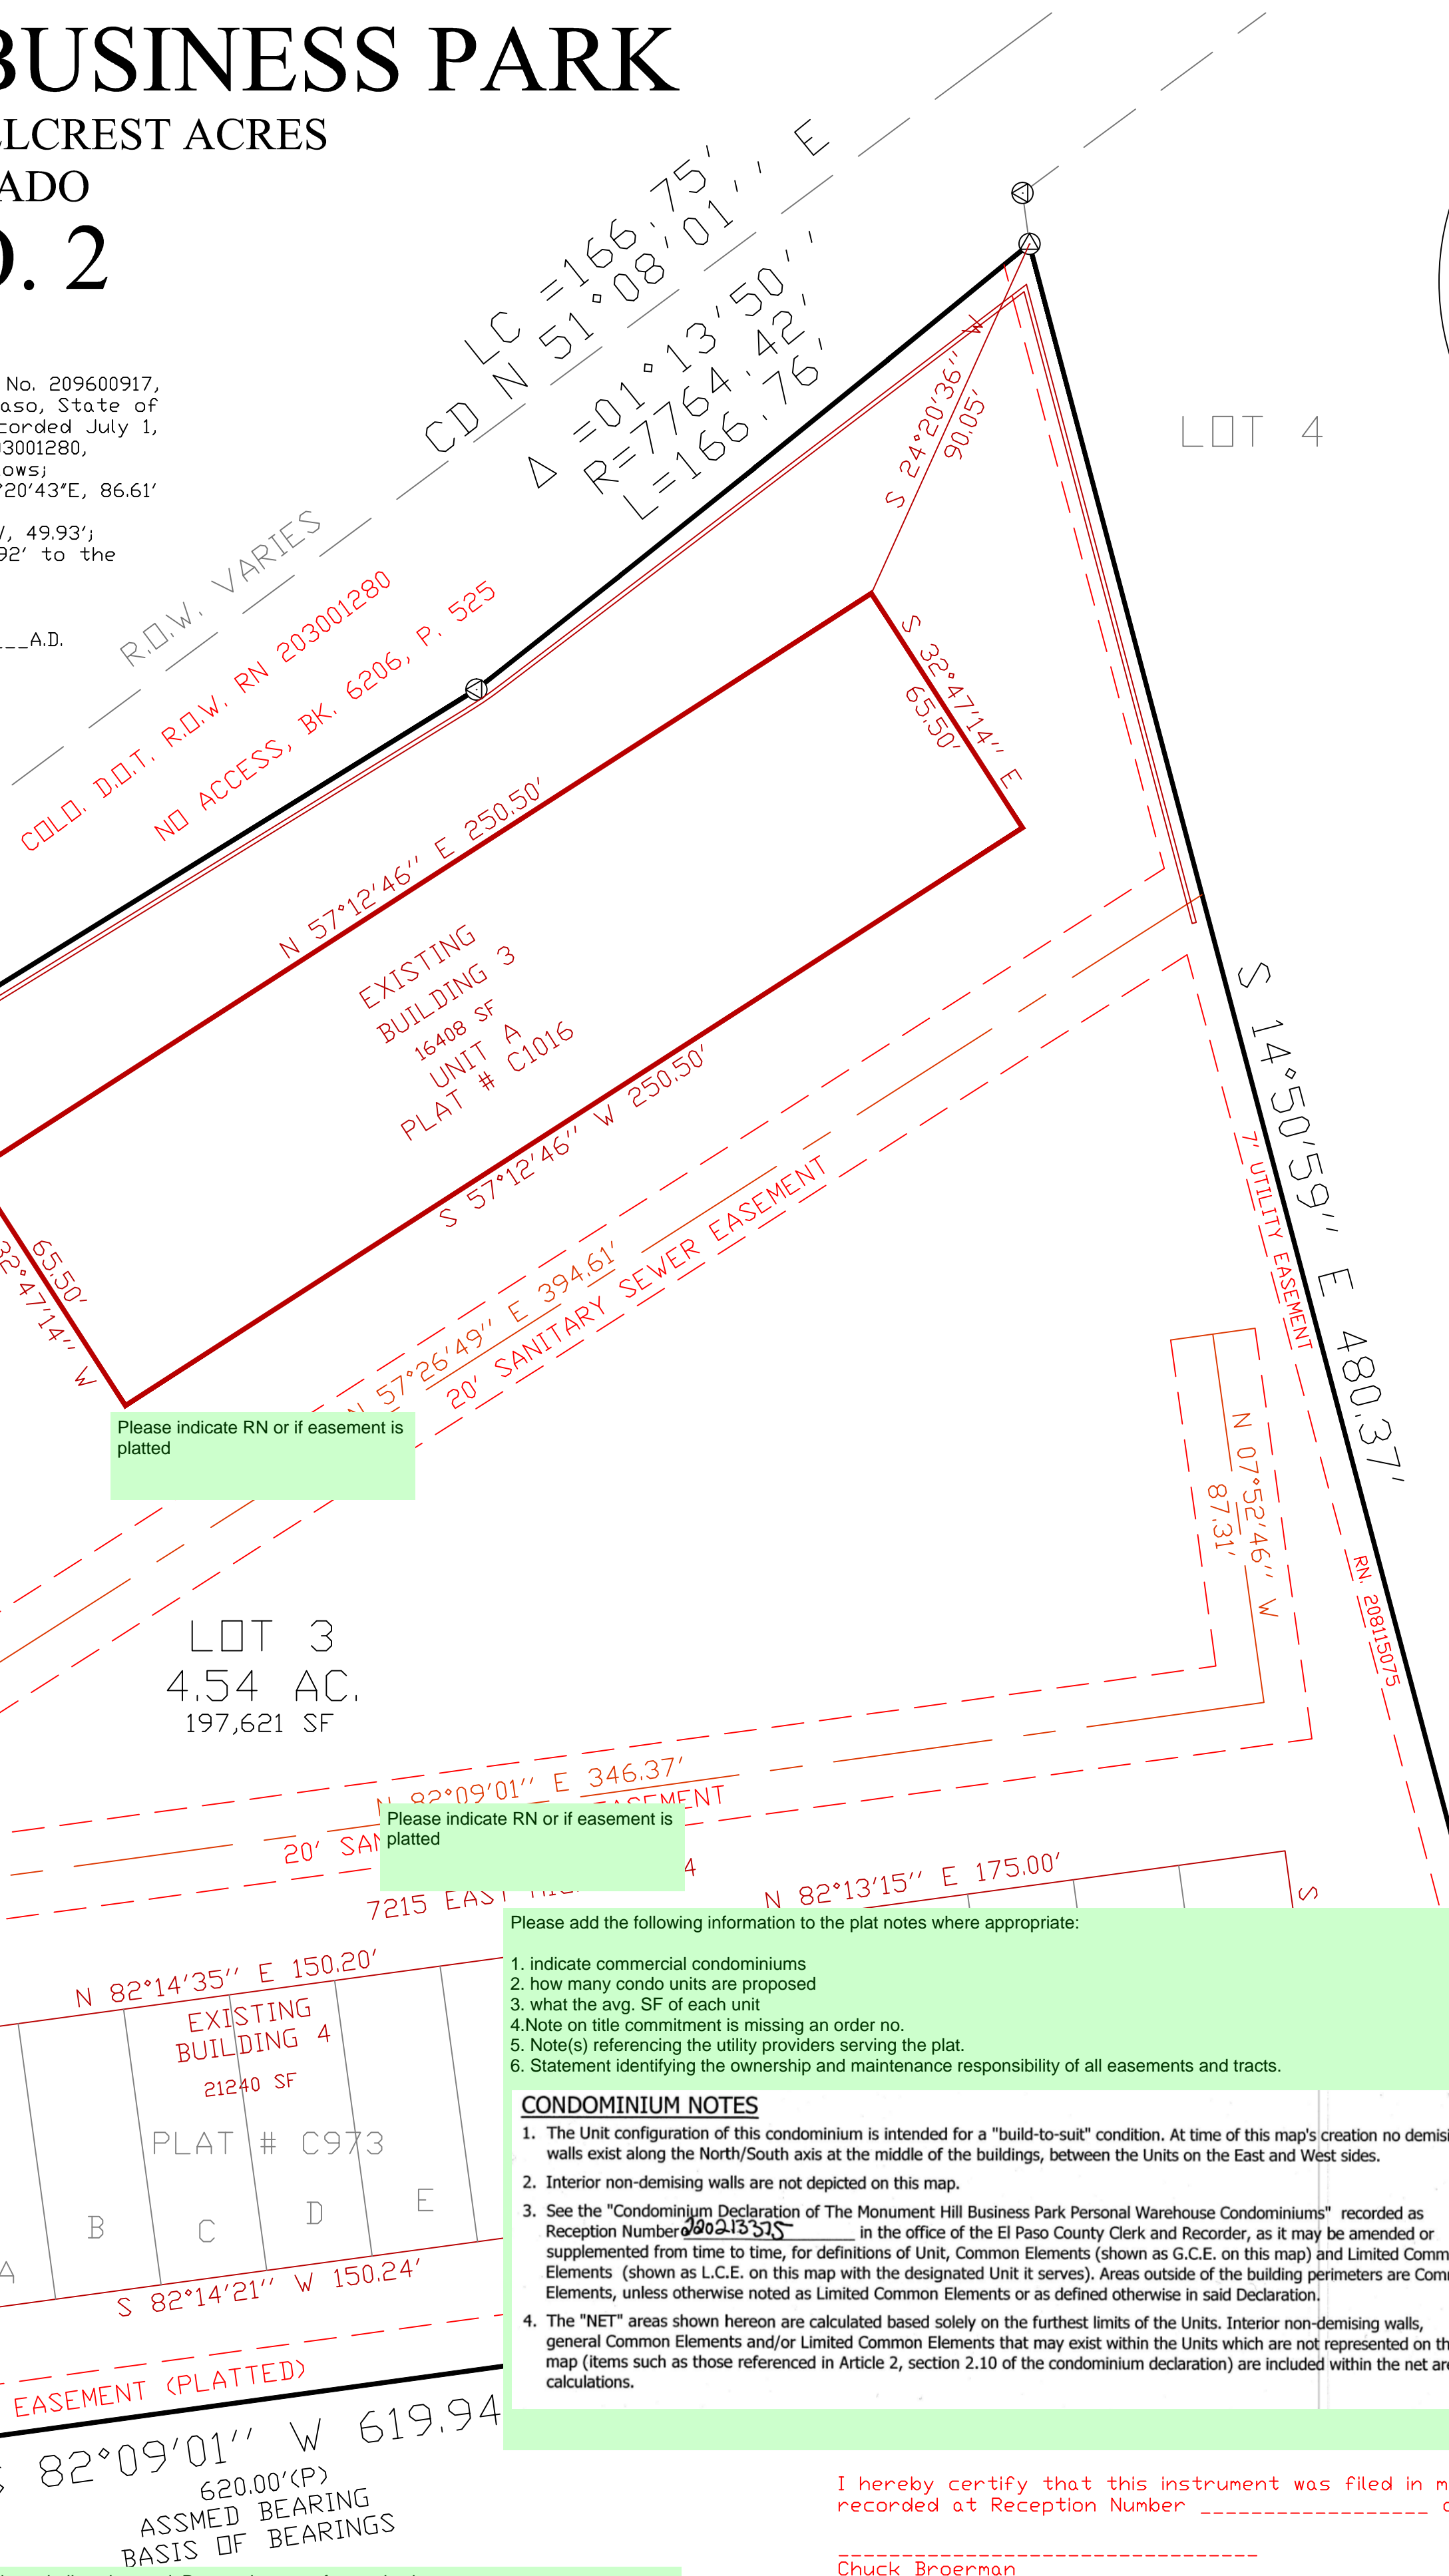 BUSINESS PARK
LLCREST ACRES
ADO
O. 2
No. 209600917,
aso, State of
corded July 1,
03001280,
ows;
°20'43"E, 86.61'
49.93';
92' to the
___A.D.
LC =166.75'
CD N 51°08'01'' E
Δ =01°13'50''
R=7764.42'
L=166.76'
R.O.W. VARIES
COLO. D.O.T. R.O.W. RN 203001280
NO ACCESS, BK. 6206, P. 525
S 24°20'36'' W
90.05'
LOT 4
S 32°47'14'' E
65.50'
N 57°12'46'' E 250.50'
EXISTING
BUILDING 3
16408 SF
UNIT A
PLAT # C1016
S 57°12'46'' W 250.50'
65.50'
32°47'14'' W
S 14°50'59'' E 480.37'
7' UTILITY EASEMENT
RN. 208115075
N 57°26'49'' E 394.61'
20' SANITARY SEWER EASEMENT
Please indicate RN or if easement is
platted
N 07°52'46'' W
87.31'
LOT 3
4.54 AC.
197,621 SF
N 82°09'01'' E 346.37'
20' SAN
EASEMENT
Please indicate RN or if easement is
platted
7215 EAST
4
N 82°13'15'' E 175.00'
S
N 82°14'35'' E 150.20'
EXISTING
BUILDING 4
21240 SF
PLAT # C973
A
B
C
D
E
S 82°14'21'' W 150.24'
EASEMENT (PLATTED)
S 82°09'01'' W 619.94
620.00'(P)
ASSMED BEARING
BASIS OF BEARINGS
Please add the following information to the plat notes where appropriate:
1. indicate commercial condominiums
2. how many condo units are proposed
3. what the avg. SF of each unit
4.Note on title commitment is missing an order no.
5. Note(s) referencing the utility providers serving the plat.
6. Statement identifying the ownership and maintenance responsibility of all easements and tracts.
CONDOMINIUM NOTES
1. The Unit configuration of this condominium is intended for a "build-to-suit" condition. At time of this map's creation no demisi
walls exist along the North/South axis at the middle of the buildings, between the Units on the East and West sides.
2. Interior non-demising walls are not depicted on this map.
3. See the "Condominium Declaration of The Monument Hill Business Park Personal Warehouse Condominiums" recorded as
Reception Number 220213375 in the office of the El Paso County Clerk and Recorder, as it may be amended or
supplemented from time to time, for definitions of Unit, Common Elements (shown as G.C.E. on this map) and Limited Comm
Elements (shown as L.C.E. on this map with the designated Unit it serves). Areas outside of the building perimeters are Com
Elements, unless otherwise noted as Limited Common Elements or as defined otherwise in said Declaration.
4. The "NET" areas shown hereon are calculated based solely on the furthest limits of the Units. Interior non-demising walls,
general Common Elements and/or Limited Common Elements that may exist within the Units which are not represented on th
map (items such as those referenced in Article 2, section 2.10 of the condominium declaration) are included within the net are
calculations.
I hereby certify that this instrument was filed in m
recorded at Reception Number __________________
Chuck Broerman